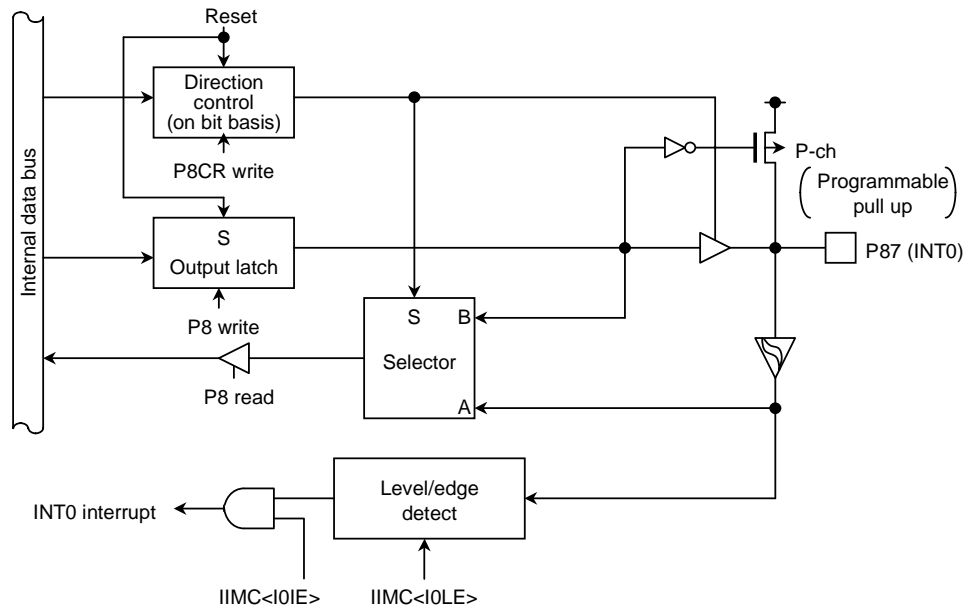 Reset
Direction
control
(on bit basis)
P8CR write
Internal data bus
P-ch
Programmable
pull up
S
Output latch
P87 (INT0)
P8 write
S
B
Selector
A
P8 read
Level/edge
detect
INT0 interrupt
IIMC<I0IE>
IIMC<I0LE>